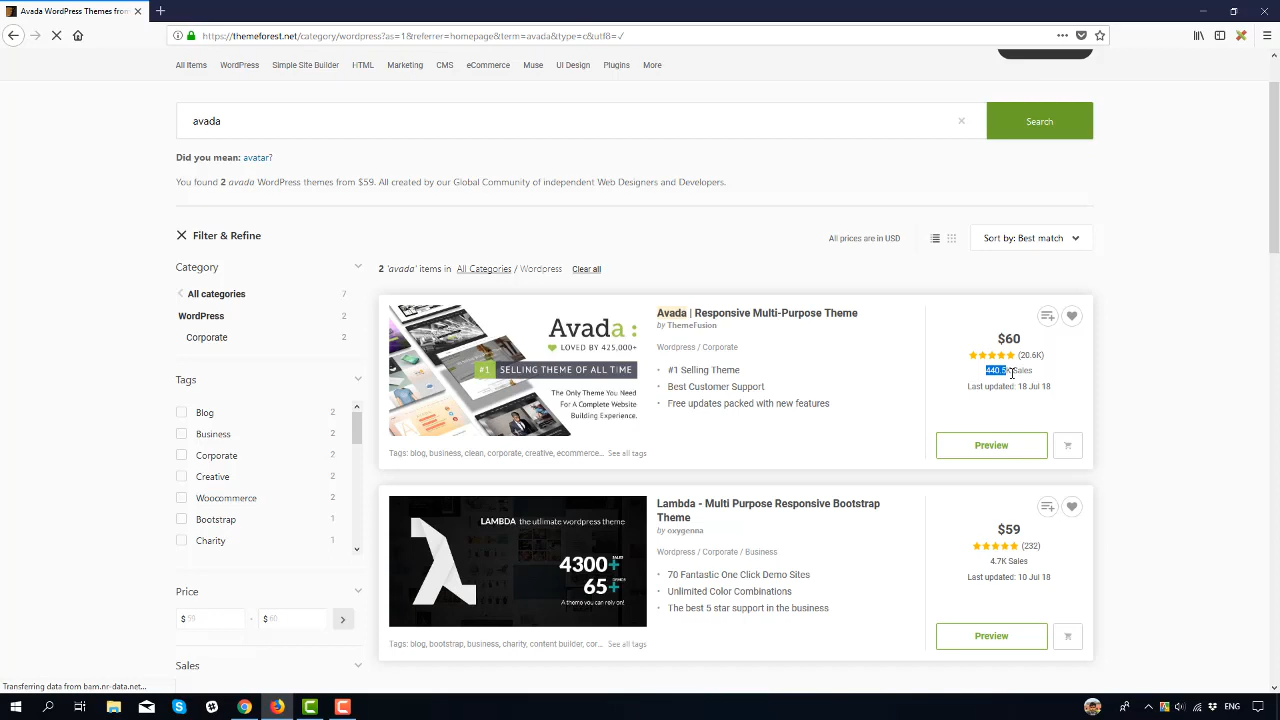 Avada WordPress Themes from
https://themeforest.net/category/wordpress?as=1&referrer=homepage&term=avada&type=c&utf8=✓
All Items WordPress Simple Site Builder HTML Marketing CMS eCommerce Muse UI Design Plugins More
avada
Search
Did you mean: avatar?
You found 2 avada WordPress themes from $59. All created by our Global Community of independent Web Designers and Developers.
Filter & Refine
All prices are in USD
Sort by: Best match
Category
2 'avada' items in All Categories / Wordpress Clear all
All categories 7
WordPress 2
Corporate 2
Tags
Blog 2
Business 2
Corporate 2
Creative 2
Woocommerce 2
Bootstrap 1
Charity 1
Price
$ 59 - $ 60
Sales
Avada :
LOVED BY 425,000+
#1 SELLING THEME OF ALL TIME
The Only Theme You Need
For A Complete Website
Building Experience.
Tags: blog, business, clean, corporate, creative, ecommerce... See all tags
Avada | Responsive Multi-Purpose Theme
by ThemeFusion
Wordpress / Corporate
• #1 Selling Theme
• Best Customer Support
• Free updates packed with new features
$60
(20.6K)
440.5K Sales
Last updated: 18 Jul 18
Preview
LAMBDA the utlimate wordpress theme
4300+ SALES
65+
A theme you can rely on!
Tags: blog, bootstrap, business, charity, content builder, cor... See all tags
Lambda - Multi Purpose Responsive Bootstrap
Theme
by oxygenna
Wordpress / Corporate / Business
• 70 Fantastic One Click Demo Sites
• Unlimited Color Combinations
• The best 5 star support in the business
$59
(232)
4.7K Sales
Last updated: 10 Jul 18
Preview
Transferring data from bam.nr-data.net...
ENG